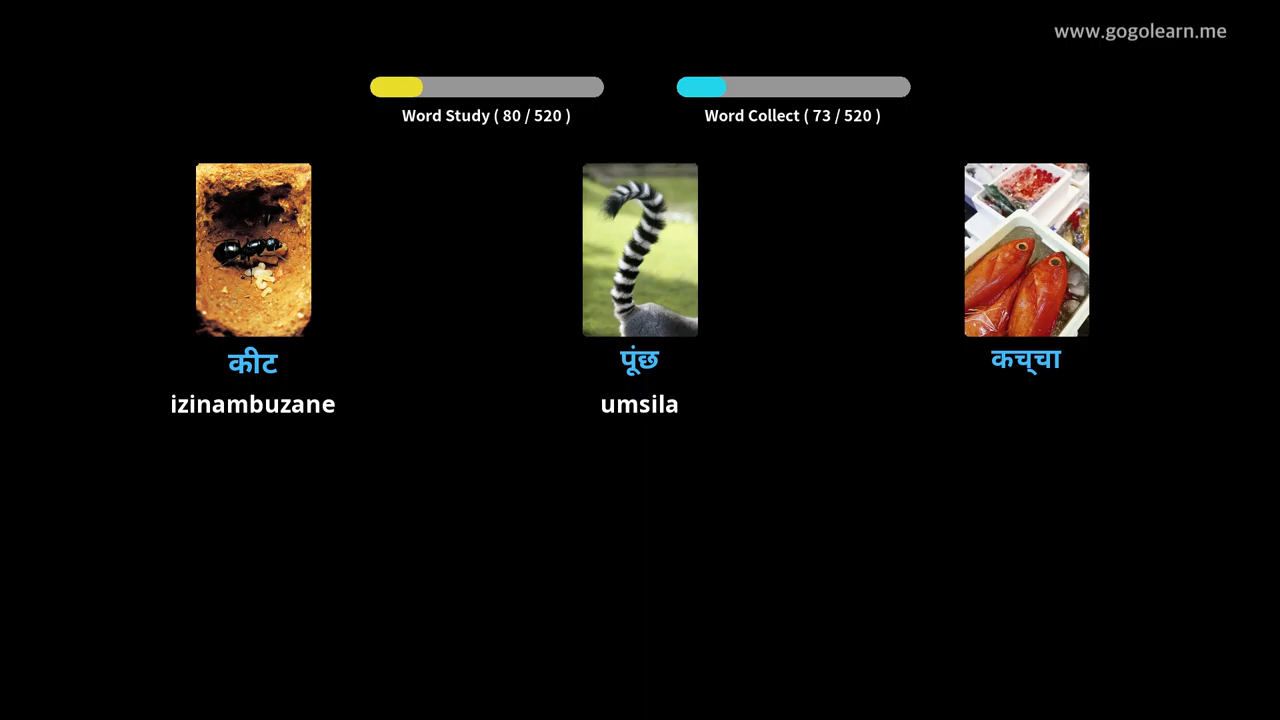 www.gogolearn.me
Word Study ( 80 / 520 )
Word Collect ( 73 / 520 )
कीट
पूंछ
कच्चा
izinambuzane
umsila